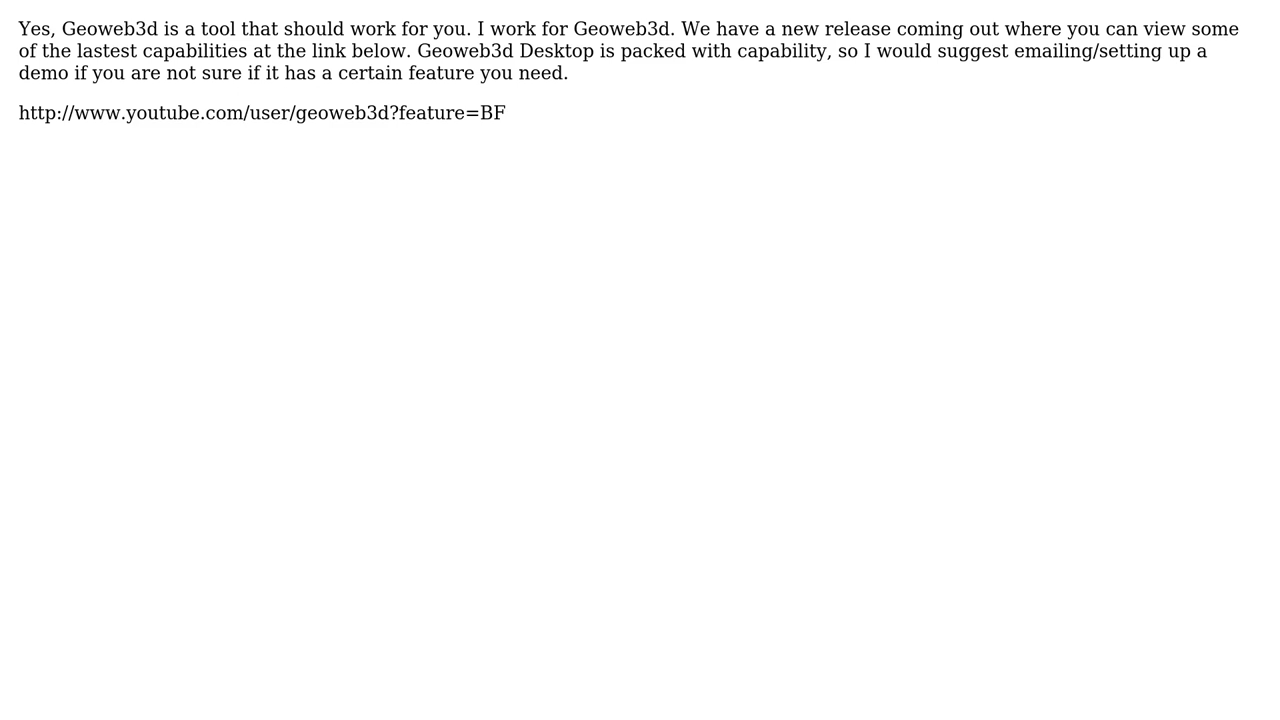 Yes, Geoweb3d is a tool that should work for you. I work for Geoweb3d. We have a new release coming out where you can view some
of the lastest capabilities at the link below. Geoweb3d Desktop is packed with capability, so I would suggest emailing/setting up a
demo if you are not sure if it has a certain feature you need.
http://www.youtube.com/user/geoweb3d?feature=BF